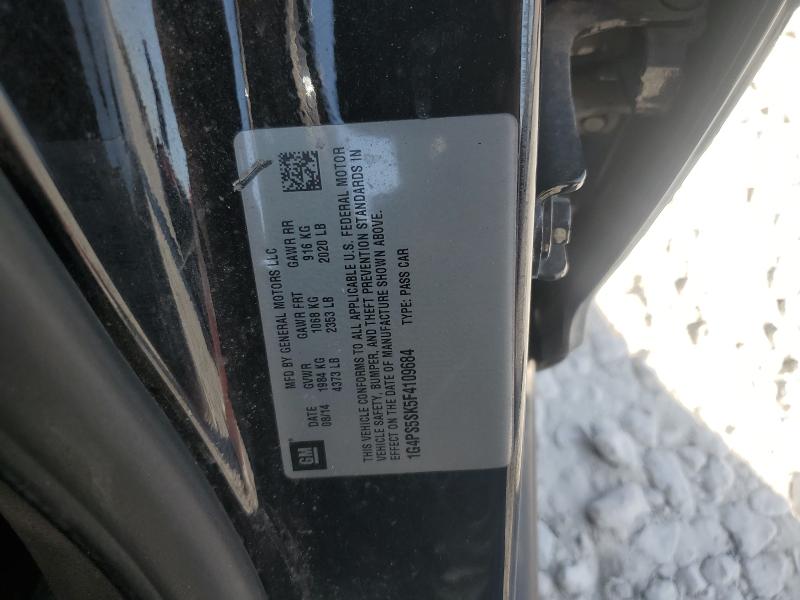 GM
MFD BY GENERAL MOTORS LLC
DATE GVWR GAWR FRT GAWR RR
08/14 1984 KG 1068 KG 916 KG
4373 LB 2353 LB 2020 LB
THIS VEHICLE CONFORMS TO ALL APPLICABLE U.S. FEDERAL MOTOR
VEHICLE SAFETY, BUMPER, AND THEFT PREVENTION STANDARDS IN
EFFECT ON THE DATE OF MANUFACTURE SHOWN ABOVE.
1G4PS5SK5F4109694 TYPE: PASS CAR